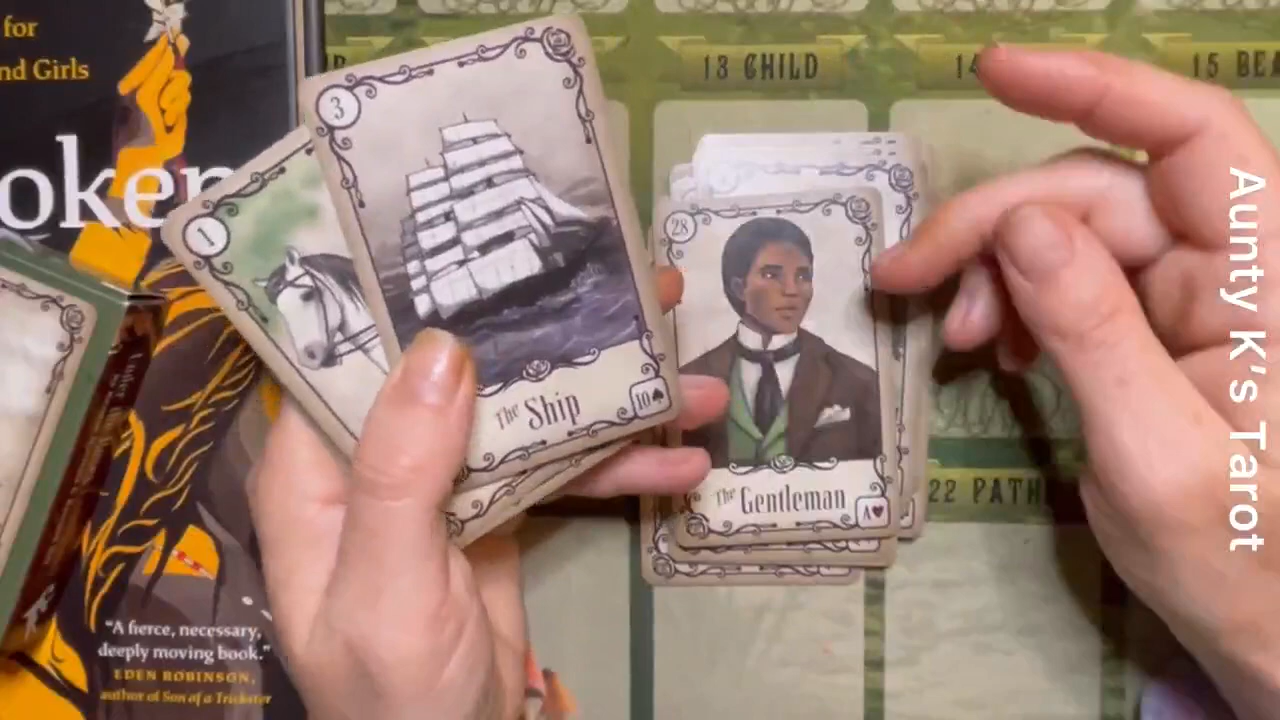 for
nd Girls
oken
"A fierce, necessary,
deeply moving book."
EDEN ROBINSON,
author of Son of a Trickster
1
3
The Ship
10♠
13 CHILD
14
15 BEA
28
The Gentleman
A♥
22 PATH
Aunty K's Tarot